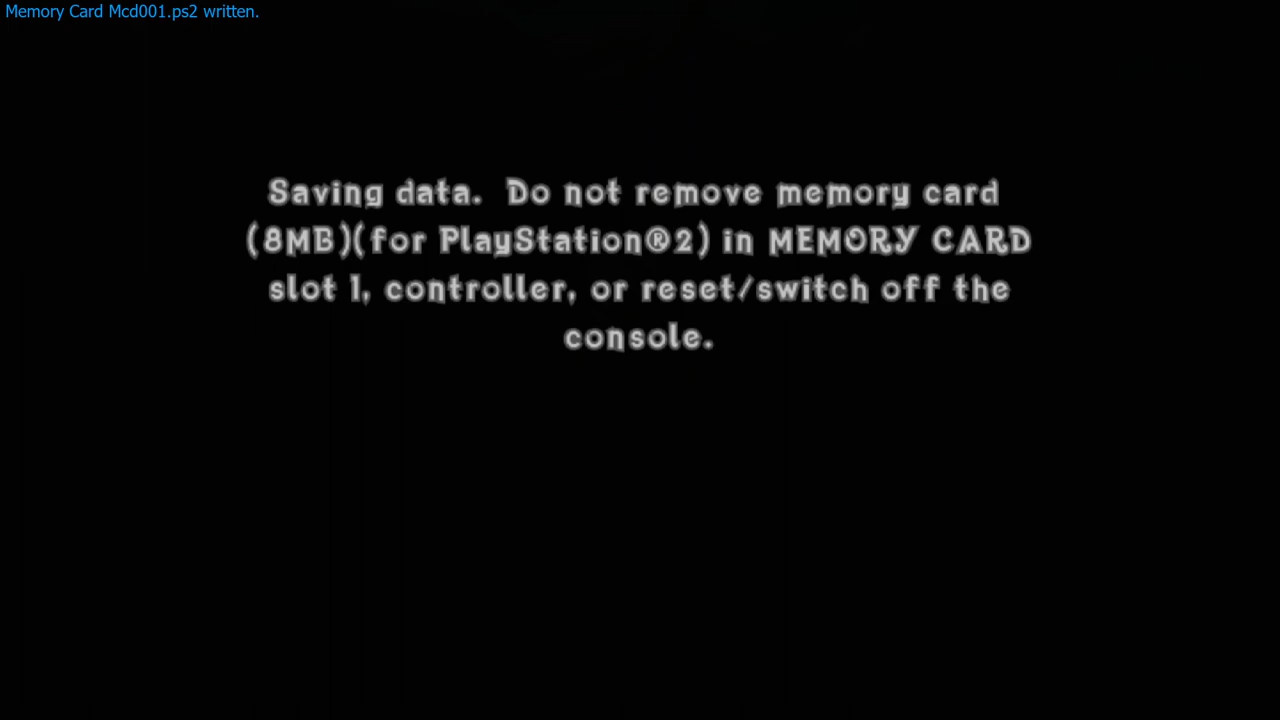 Memory Card Mcd001.ps2 written.
Saving data.  Do not remove memory card
(8MB)(for PlayStation®2) in MEMORY CARD
slot 1, controller, or reset/switch off the
console.